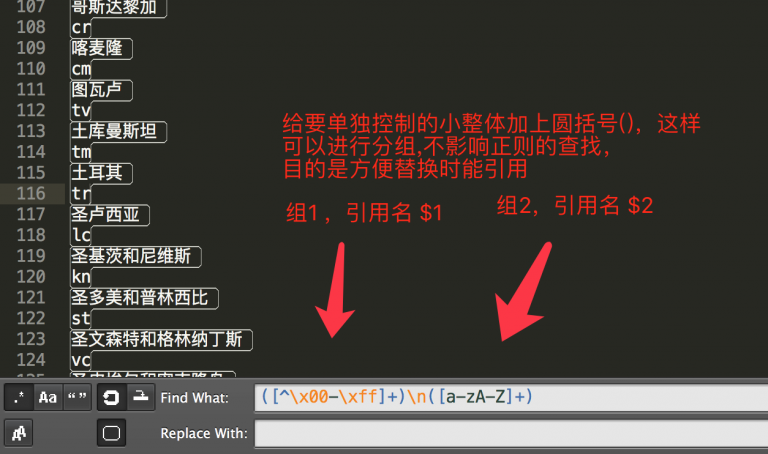 107 哥斯达黎加
108 cr
109 喀麦隆
110 cm
111 图瓦卢
112 tv
113 土库曼斯坦
114 tm
115 土耳其
116 tr
117 圣卢西亚
118 lc
119 圣基茨和尼维斯
120 kn
121 圣多美和普林西比
122 st
123 圣文森特和格林纳丁斯
124 vc
给要单独控制的小整体加上圆括号()，这样
可以进行分组,不影响正则的查找，
目的是方便替换时能引用
组1 ，引用名 $1
组2，引用名 $2
.* Aa “” Find What: ([^\x00-\xff]+)\n([a-zA-Z]+)
Replace With: